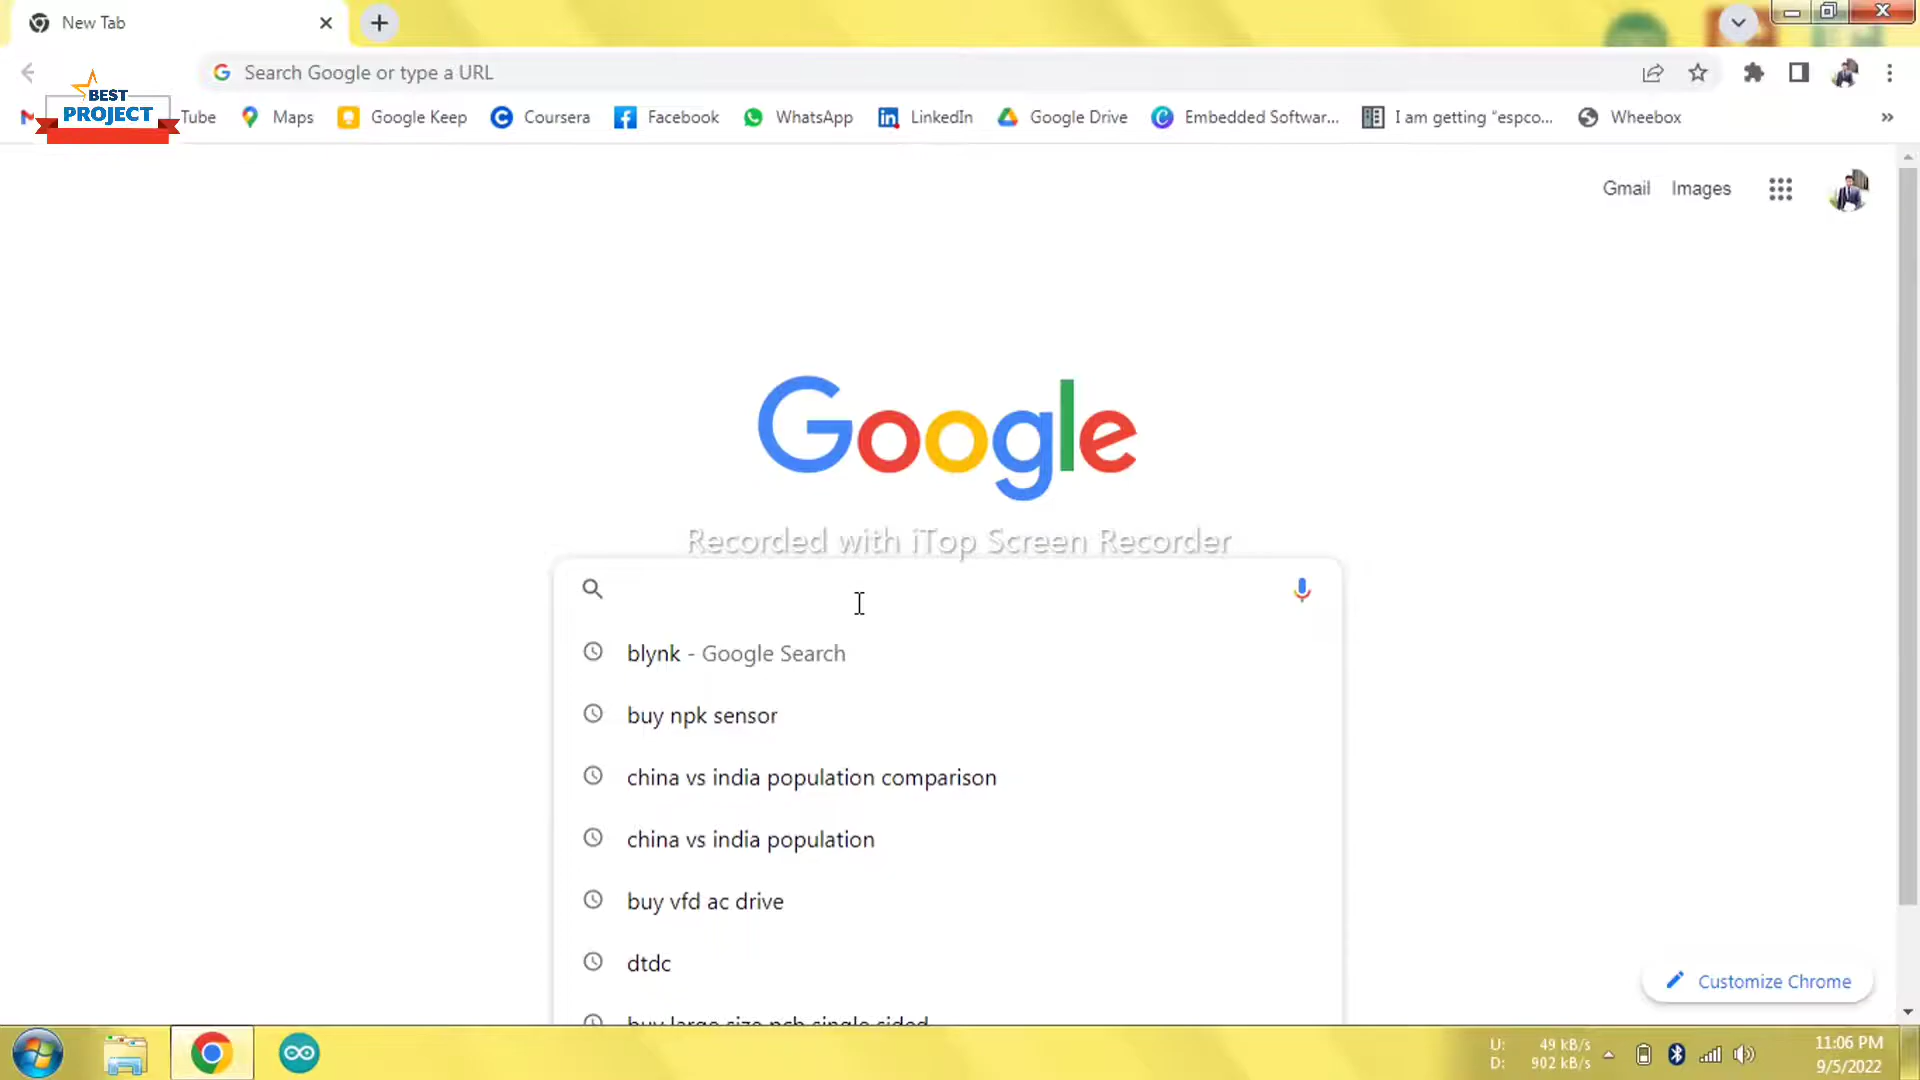 New Tab
Search Google or type a URL
BEST
PROJECT
Tube
Maps
Google Keep
Coursera
Facebook
WhatsApp
LinkedIn
Google Drive
Embedded Softwar...
I am getting "espco...
Wheebox
»
Gmail
Images
Google
Recorded with iTop Screen Recorder
blynk - Google Search
buy npk sensor
china vs india population comparison
china vs india population
buy vfd ac drive
dtdc
buy large size pcb single sided
Customize Chrome
U: 49 kB/s
D: 902 kB/s
11:06 PM
9/5/2022